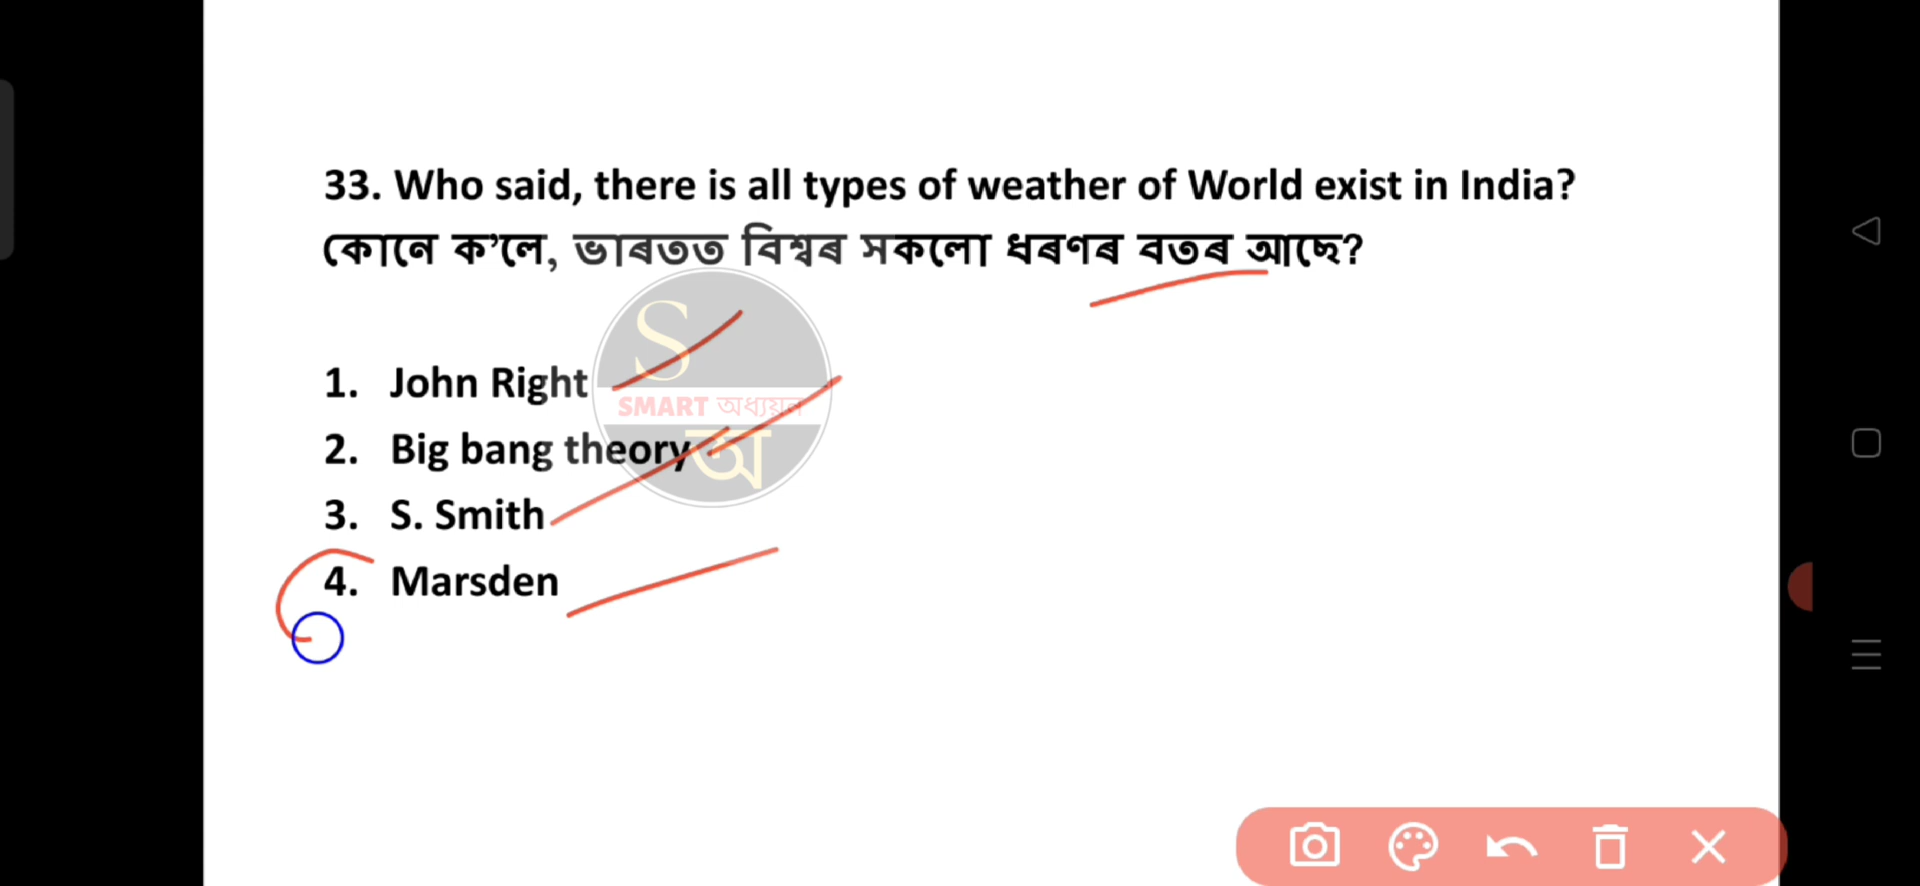 33. Who said, there is all types of weather of World exist in India?
কোনে ক’লে, ভাৰতত বিশ্বৰ সকলো ধৰণৰ বতৰ আছে?
1. John Right
2. Big bang theory
3. S. Smith
4. Marsden
S
SMART অধ্যয়ন
অ